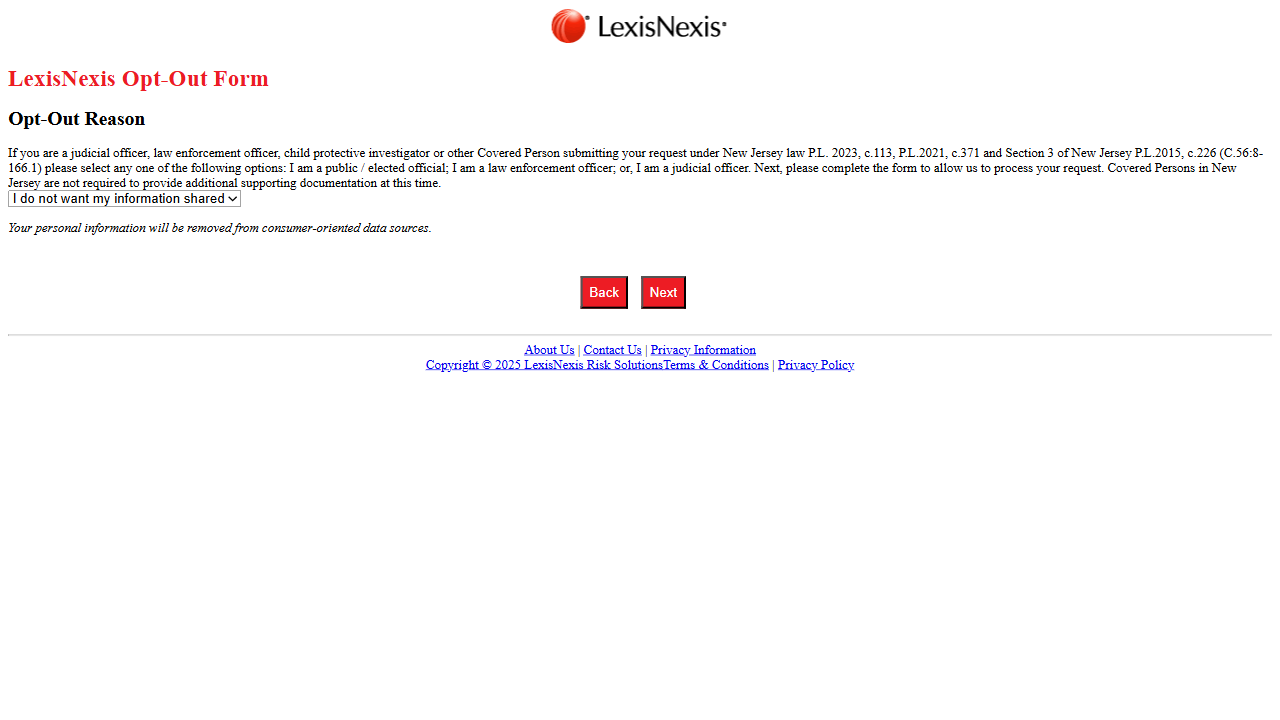 LexisNexis
LexisNexis Opt-Out Form
Opt-Out Reason
If you are a judicial officer, law enforcement officer, child protective investigator or other Covered Person submitting your request under New Jersey law P.L. 2023, c.113, P.L.2021, c.371 and Section 3 of New Jersey P.L.2015, c.226 (C.56:8-
166.1) please select any one of the following options: I am a public / elected official; I am a law enforcement officer; or, I am a judicial officer. Next, please complete the form to allow us to process your request. Covered Persons in New
Jersey are not required to provide additional supporting documentation at this time.
I do not want my information shared
Your personal information will be removed from consumer-oriented data sources.
Back Next
About Us | Contact Us | Privacy Information
Copyright © 2025 LexisNexis Risk SolutionsTerms & Conditions | Privacy Policy